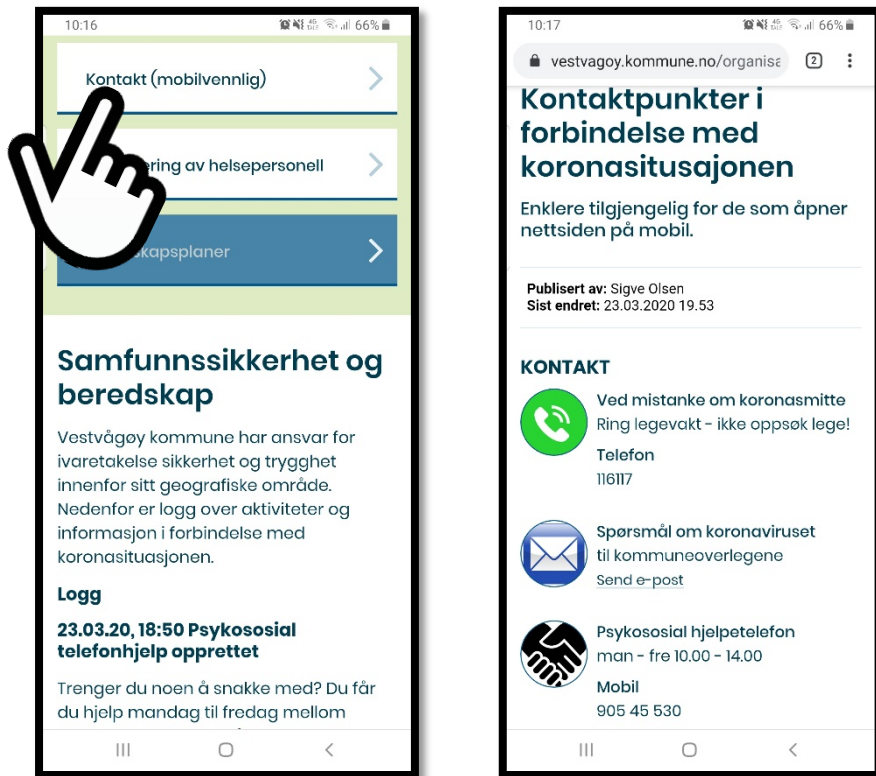 10:16
4G
66%
Kontakt (mobilvennlig)
ering av helsepersonell
skapsplaner
Samfunnssikkerhet og
beredskap
Vestvågøy kommune har ansvar for
ivaretakelse sikkerhet og trygghet
innenfor sitt geografiske område.
Nedenfor er logg over aktiviteter og
informasjon i forbindelse med
koronasituasjonen.
Logg
23.03.20, 18:50 Psykososial
telefonhjelp opprettet
Trenger du noen å snakke med? Du får
du hjelp mandag til fredag mellom
10:17
4G
66%
vestvagoy.kommune.no/organisa
2
Kontaktpunkter i
forbindelse med
koronasitusajonen
Enklere tilgjengelig for de som åpner
nettsiden på mobil.
Publisert av: Sigve Olsen
Sist endret: 23.03.2020 19.53
KONTAKT
Ved mistanke om koronasmitte
Ring legevakt - ikke oppsøk lege!
Telefon
116117
Spørsmål om koronaviruset
til kommuneoverlegene
Send e-post
Psykososial hjelpetelefon
man - fre 10.00 - 14.00
Mobil
905 45 530